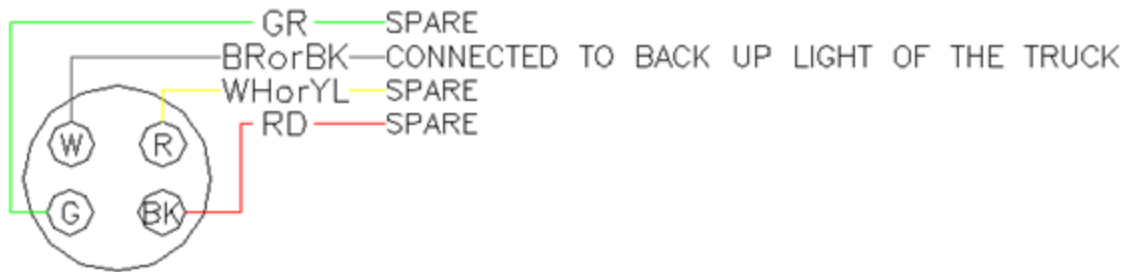 GR SPARE
BRorBK CONNECTED TO BACK UP LIGHT OF THE TRUCK
WHorYL SPARE
RD SPARE
W R
G BK